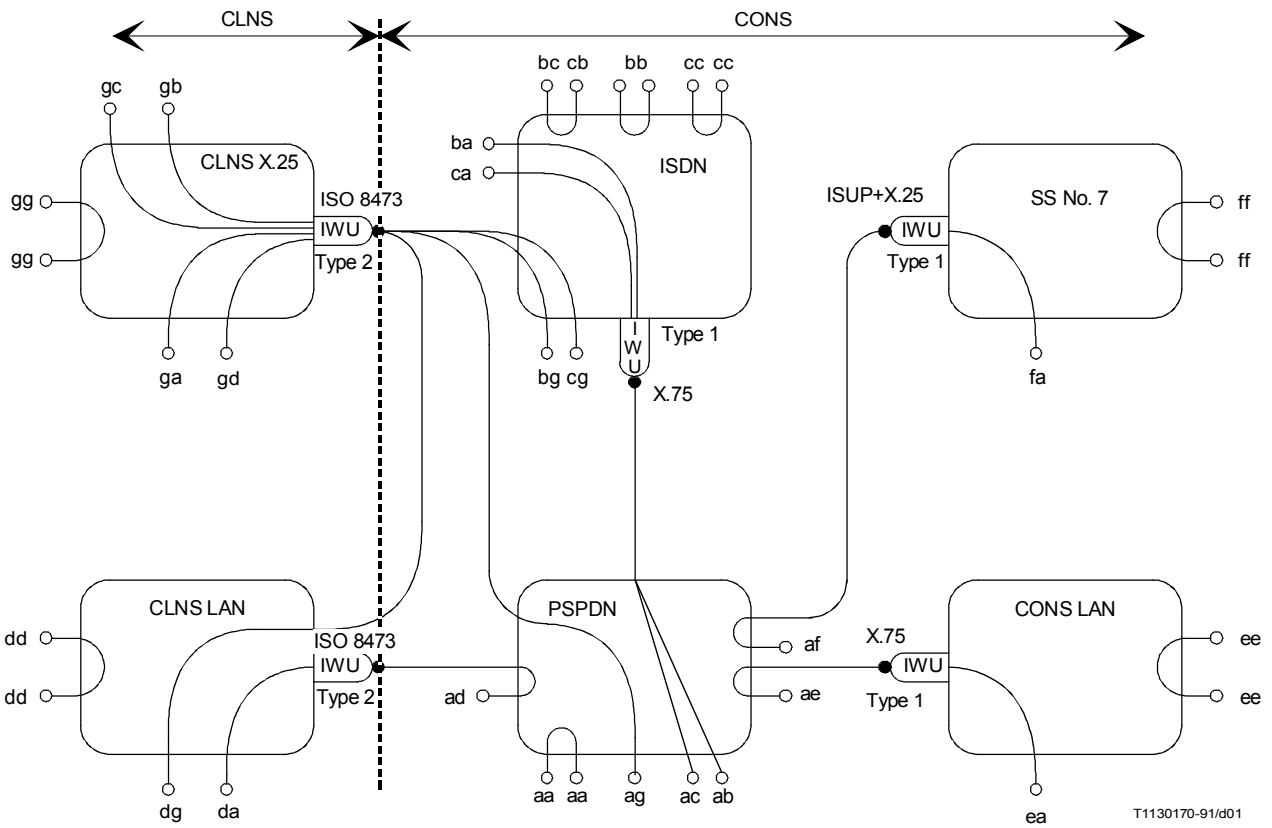 CLNS
CONS
bc cb bb cc cc
gc gb
ba
ca
CLNS X.25
ISDN
ISO 8473
ISUP+X.25
SS No. 7
gg
gg
IWU
Type 2
IWU
Type 1
ff
ff
IWU
Type 1
X.75
ga gd
bg cg
fa
CLNS LAN
PSPDN
CONS LAN
dd
dd
ISO 8473
IWU
Type 2
ad
af
ae
X.75
IWU
Type 1
ee
ee
dg da
aa aa ag ac ab
ea
T1130170-91/d01